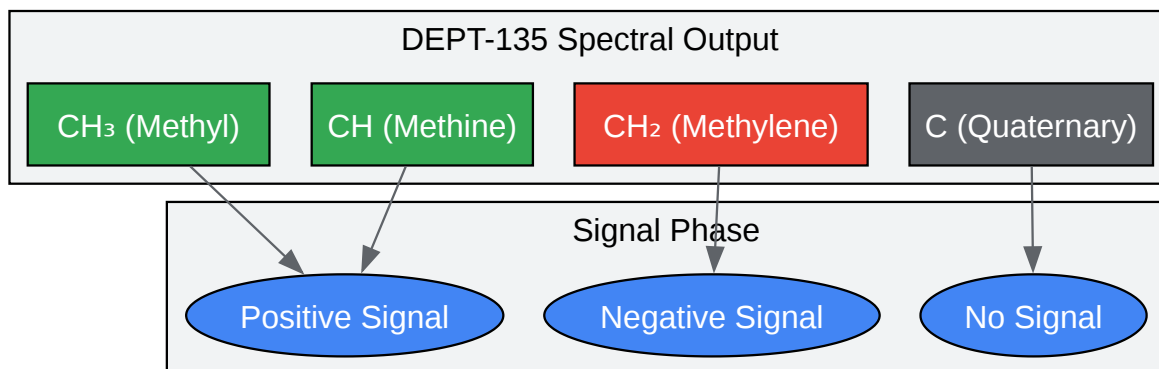 DEPT-135 Spectral Output
CH₃ (Methyl)
CH (Methine)
CH₂ (Methylene)
C (Quaternary)
Signal Phase
Positive Signal
Negative Signal
No Signal